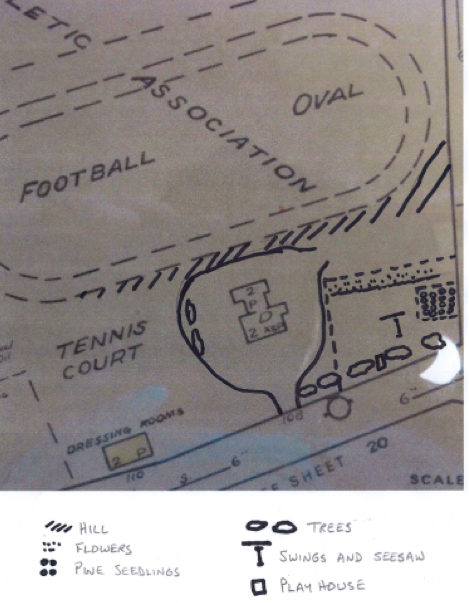 LETIC
ASSOCIATION
OVAL
FOOTBALL
TENNIS
COURT
2
P
D
2
DRESSING ROOMS
2 P
110
S
6"
108
6"
SHEET
20
SCALE
HILL
FLOWERS
PINE SEEDLINGS
TREES
SWINGS AND SEESAW
PLAY HOUSE